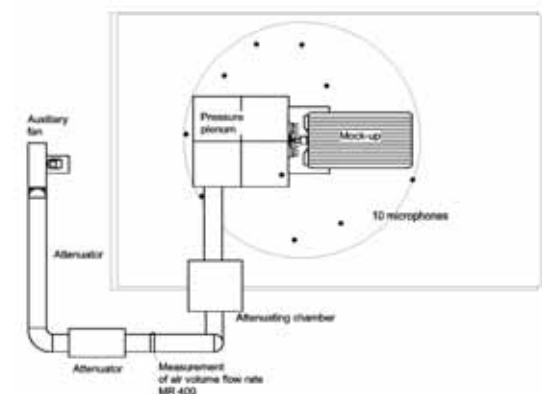 Auxiliary
fan
Pressure
plenum
Mock-up
10 microphones
Attenuator
Attenuating chamber
Attenuator
Measurement
of air volume flow rate
MR 400